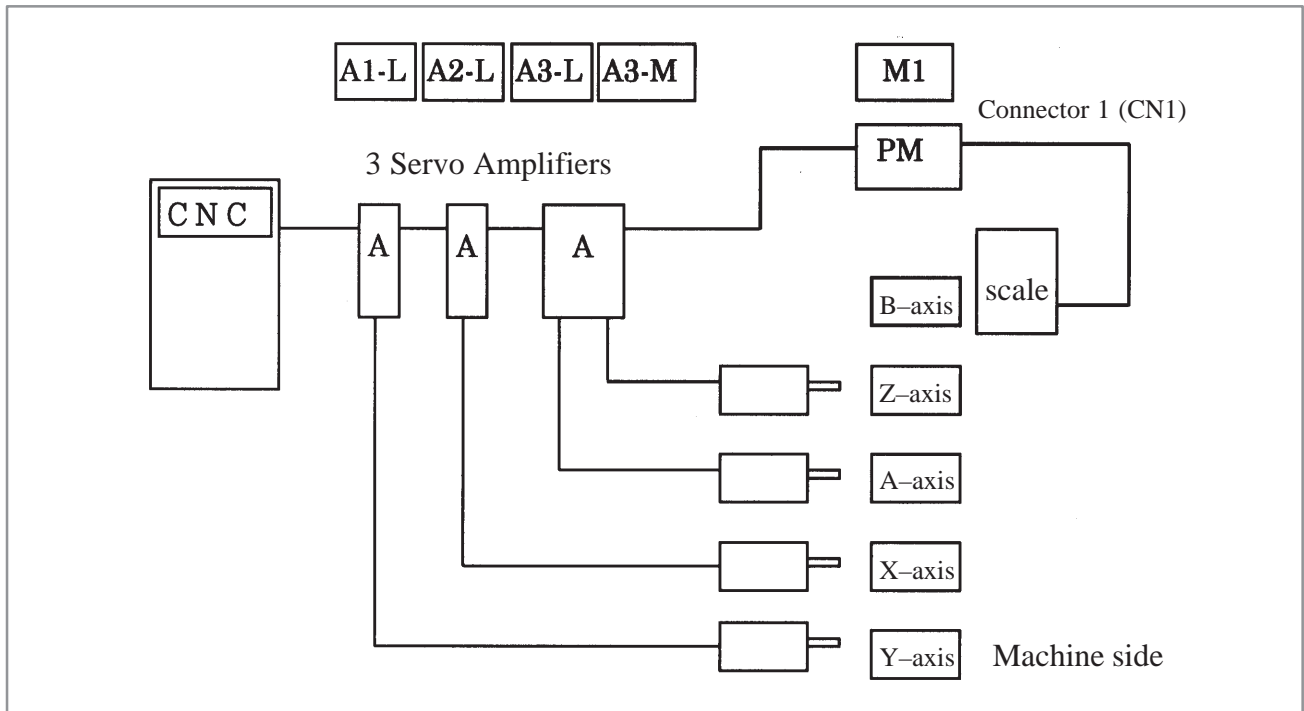 A1-L A2-L A3-L A3-M M1
Connector 1 (CN1)
PM
3 Servo Amplifiers
CNC
A A A
scale
B–axis
Z–axis
A–axis
X–axis
Y–axis Machine side